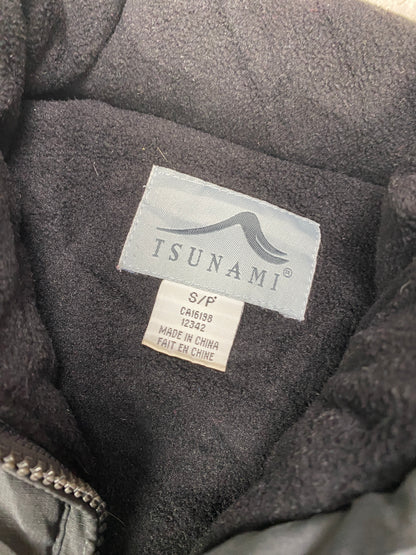 TSUNAMI®
S/P
CA16198
12342
MADE IN CHINA
FAIT EN CHINE